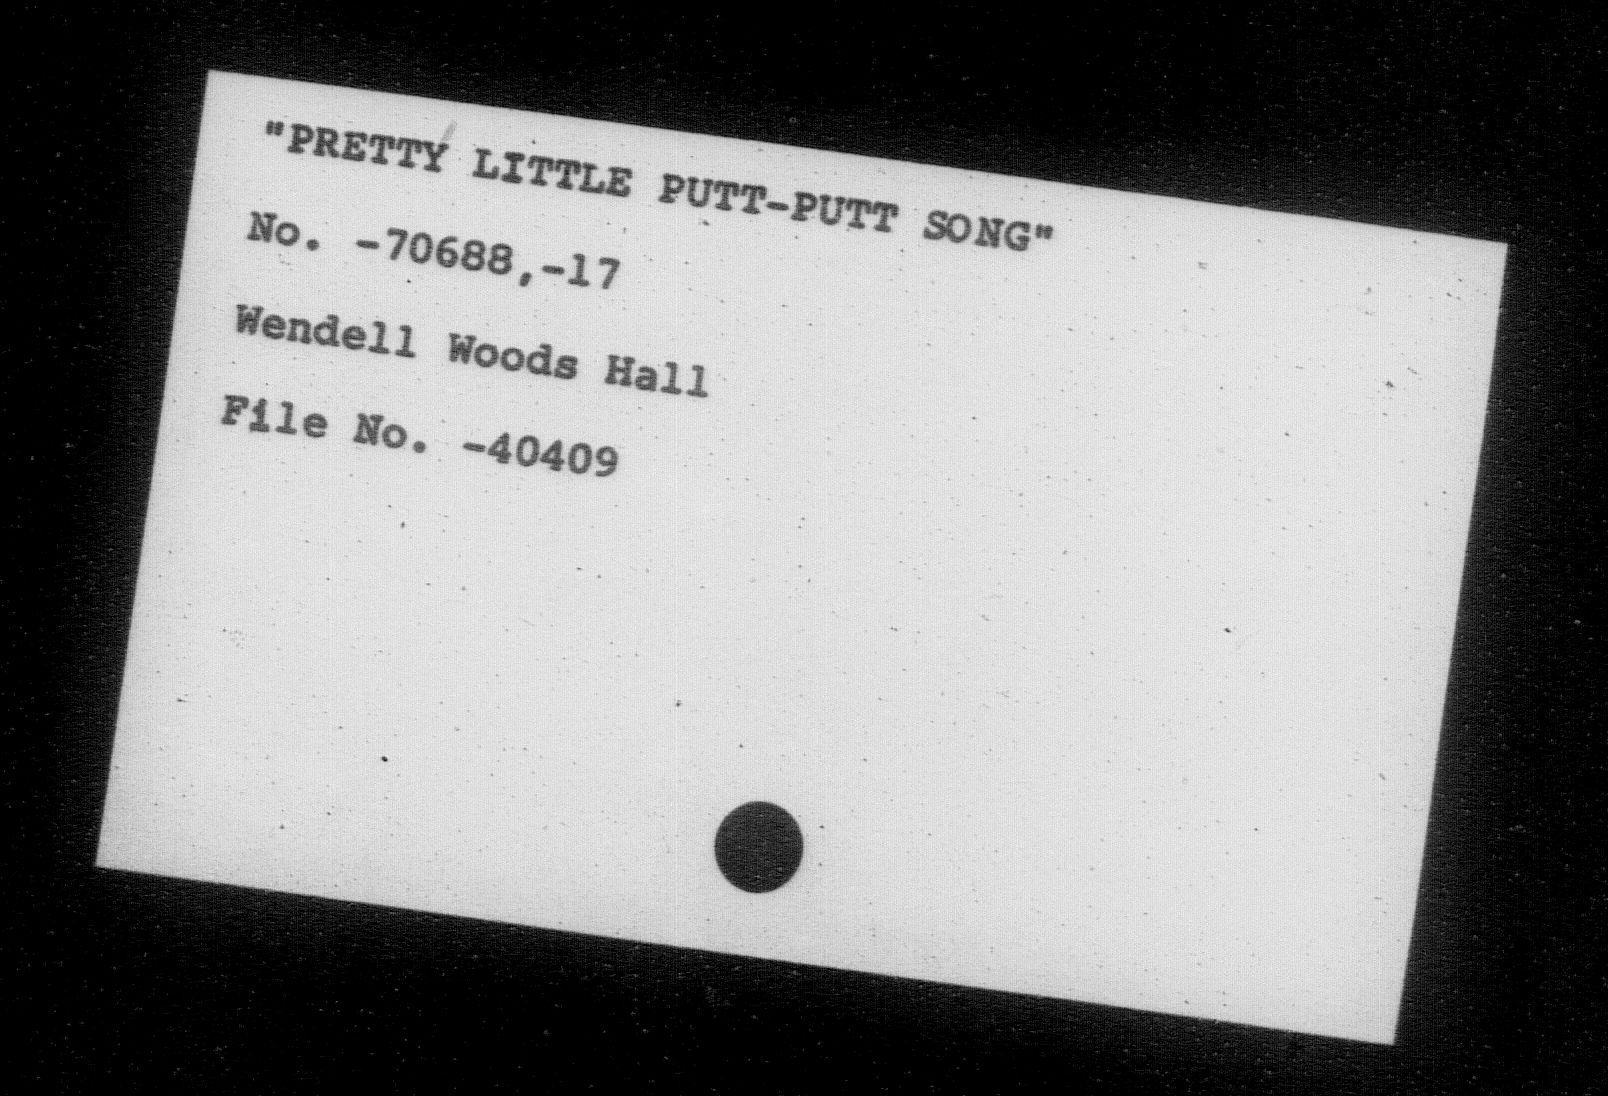 "PRETTY LITTLE PUTT-PUTT SONG"
No. -70688,-17
Wendell Woods Hall
File No. -40409